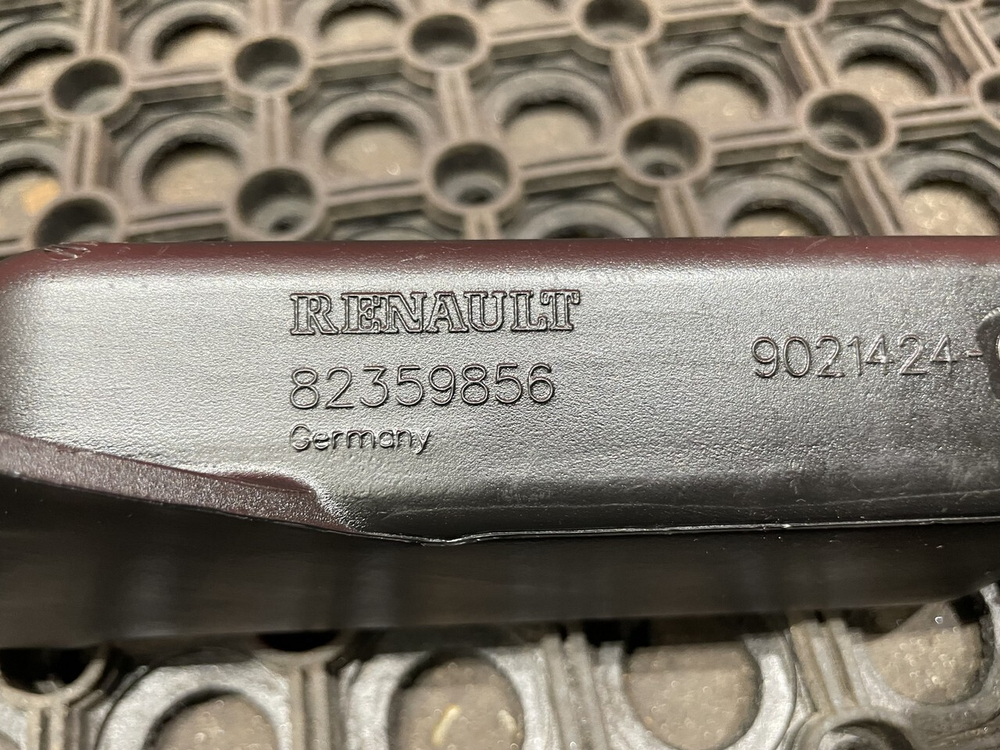 RENAULT
82359856
Germany
9021424-